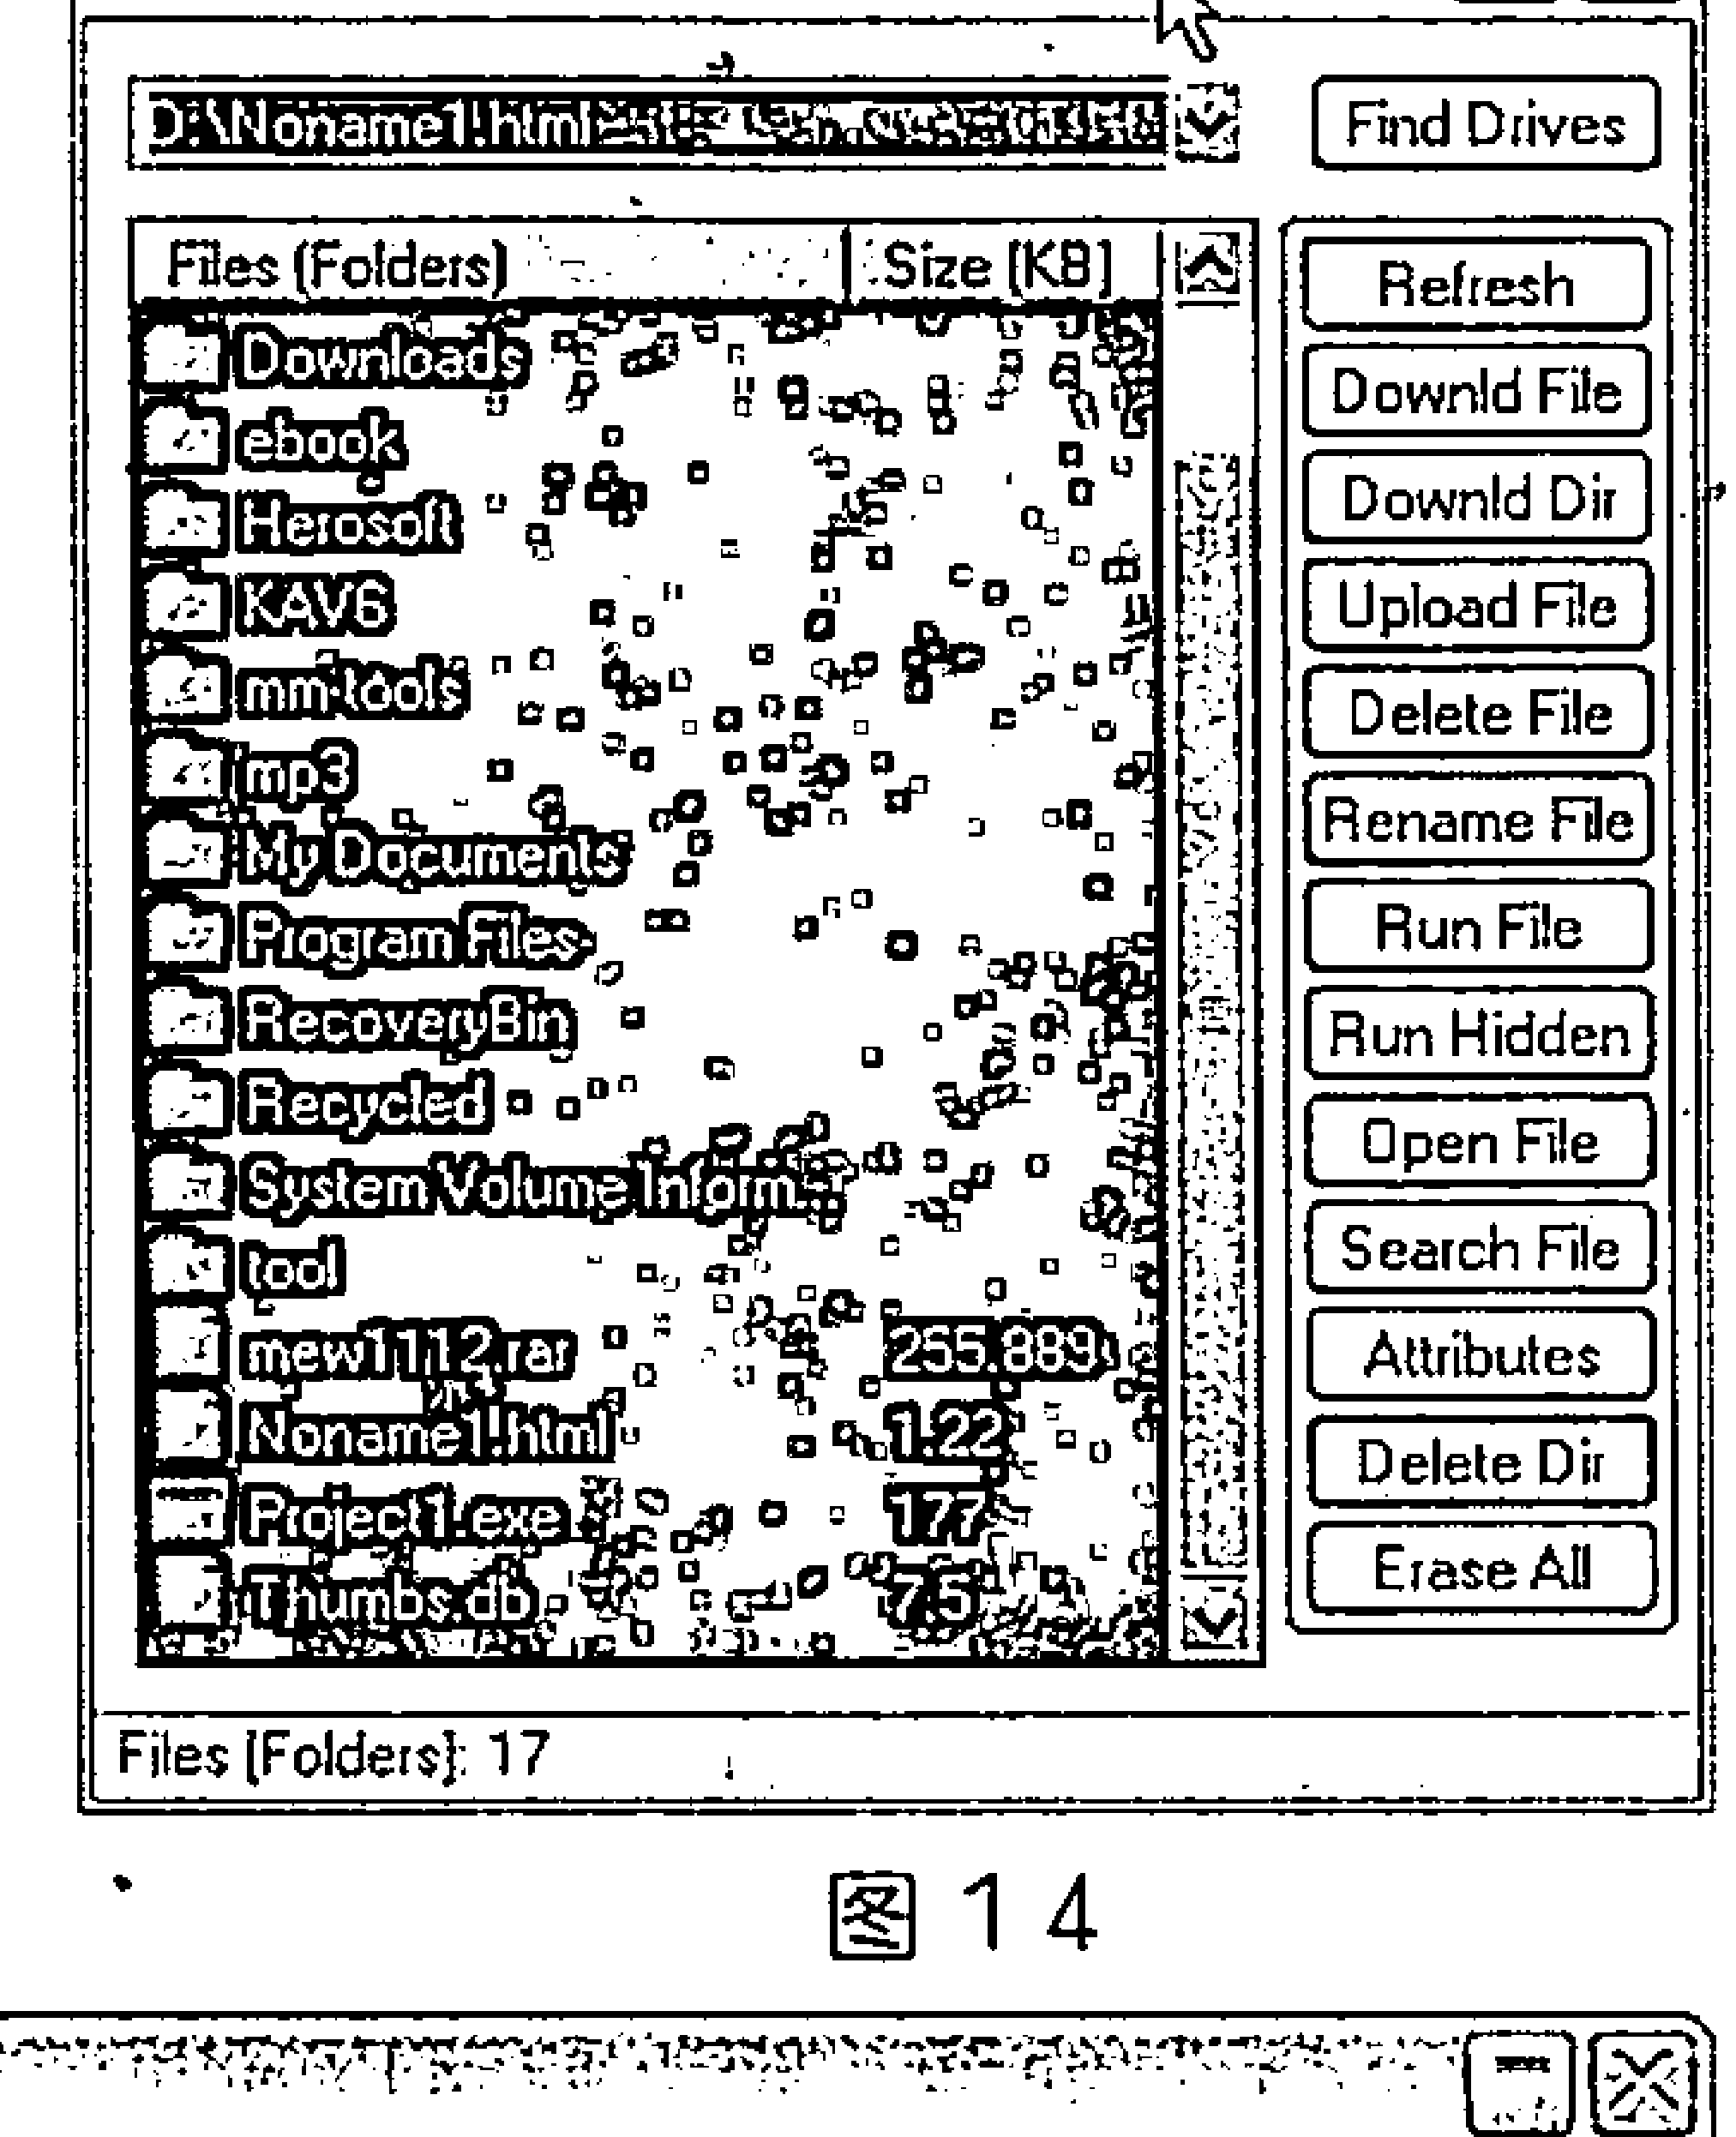 D:\Noname1.html
Find Drives
Files (Folders) Size (KB)
Refresh
Downloads
Downld File
ebook
Herosoft
Downld Dir
KAV6
Upload File
mm-tools
Delete File
mp3
Rename File
My Documents
Program Files
Run File
RecoveryBin
Run Hidden
Recycled
Open File
System Volume Inform...
tool
Search File
mew1112.rar 255.889
Attributes
Noname1.html 1.22
Delete Dir
Project1.exe 177
Thumbs.db 7.5
Erase All
Files (Folders): 17
图 14